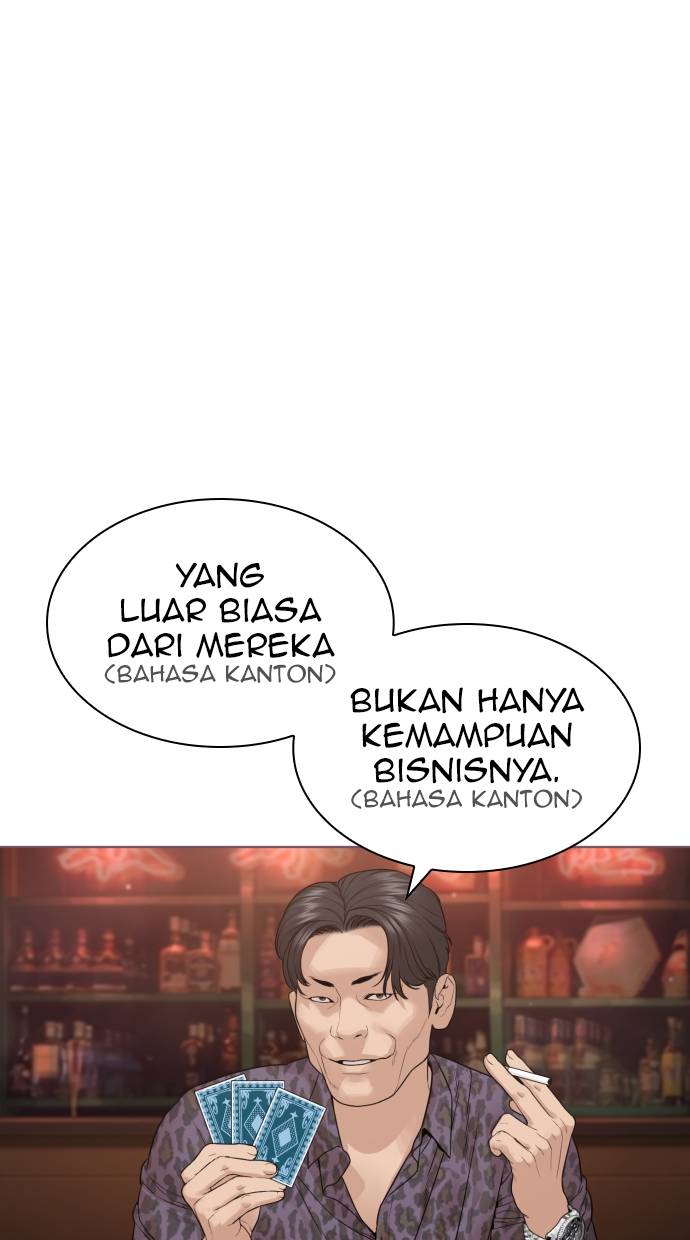 YANG
LUAR BIASA
DARI MEREKA
(BAHASA KANTON)
BUKAN HANYA
KEMAMPUAN
BISNISNYA.
(BAHASA KANTON)